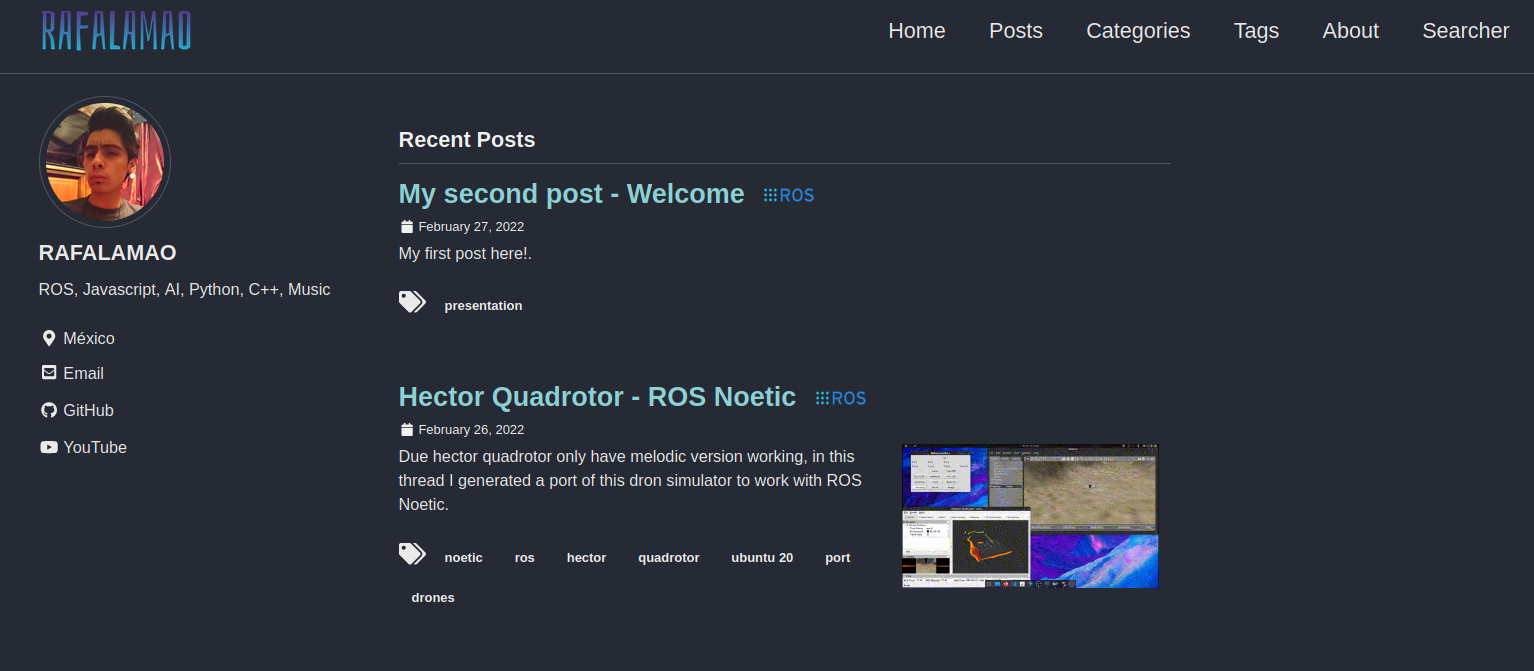 RAFALAMAO
Home Posts Categories Tags About Searcher
RAFALAMAO
ROS, Javascript, AI, Python, C++, Music
México
Email
GitHub
YouTube
Recent Posts
My second post - Welcome ROS
February 27, 2022
My first post here!.
presentation
Hector Quadrotor - ROS Noetic ROS
February 26, 2022
Due hector quadrotor only have melodic version working, in this
thread I generated a port of this dron simulator to work with ROS
Noetic.
noetic ros hector quadrotor ubuntu 20 port
drones